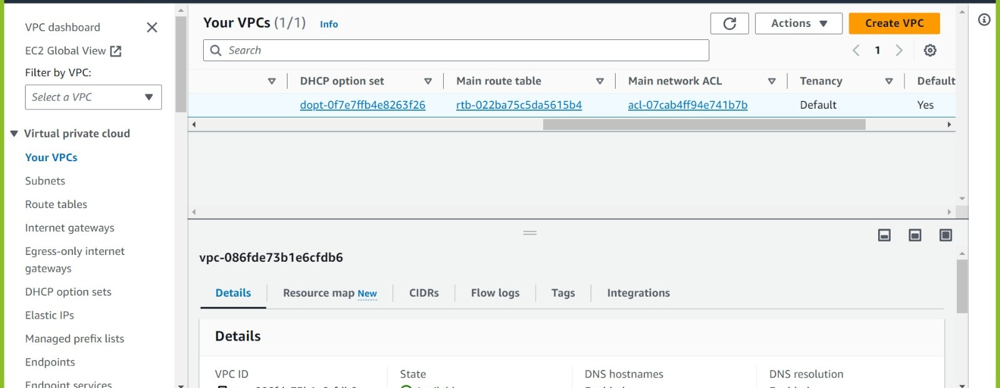 VPC dashboard
EC2 Global View
Filter by VPC:
Select a VPC
Virtual private cloud
Your VPCs
Subnets
Route tables
Internet gateways
Egress-only internet
gateways
DHCP option sets
Elastic IPs
Managed prefix lists
Endpoints
Endpoint services
Your VPCs (1/1) Info
Actions
Create VPC
Search
1
DHCP option set Main route table Main network ACL Tenancy Default
dopt-0f7e7ffb4e8263f26 rtb-022ba75c5da5615b4 acl-07cab4ff94e741b7b Default Yes
vpc-086fde73b1e6cfdb6
Details Resource map New CIDRs Flow logs Tags Integrations
Details
VPC ID State DNS hostnames DNS resolution